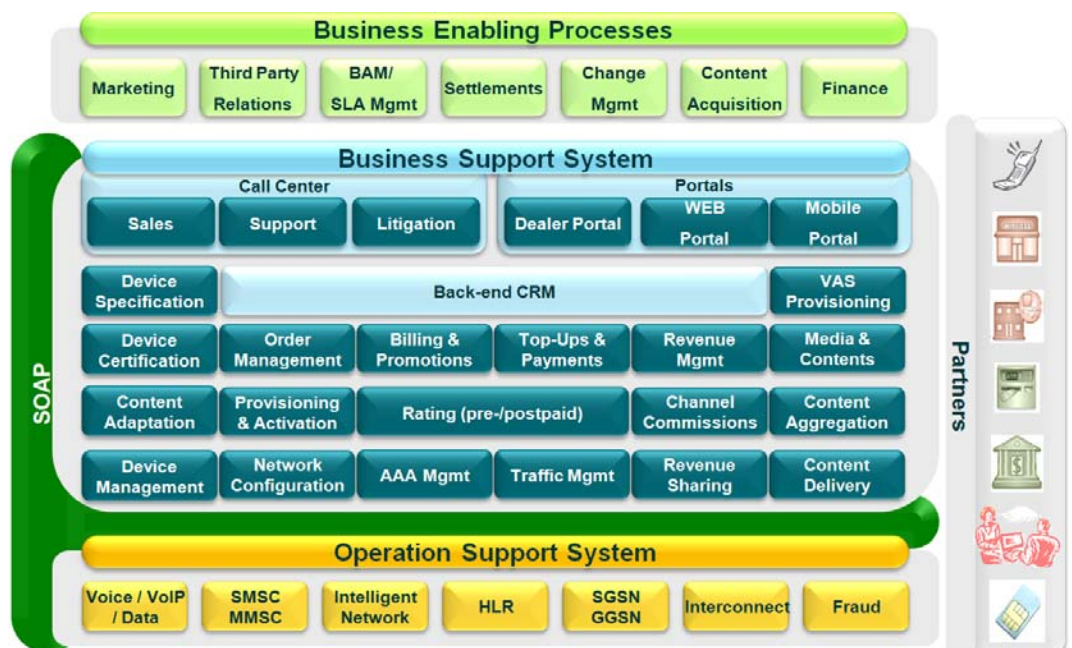 Business Enabling Processes
Marketing
Third Party
Relations
BAM/
SLA Mgmt
Settlements
Change
Mgmt
Content
Acquisition
Finance
Business Support System
Call Center
Portals
Sales
Support
Litigation
Dealer Portal
WEB
Portal
Mobile
Portal
Device
Specification
Back-end CRM
VAS
Provisioning
Device
Certification
Order
Management
Billing &
Promotions
Top-Ups &
Payments
Revenue
Mgmt
Media &
Contents
Content
Adaptation
Provisioning
& Activation
Rating (pre-/postpaid)
Channel
Commissions
Content
Aggregation
Device
Management
Network
Configuration
AAA Mgmt
Traffic Mgmt
Revenue
Sharing
Content
Delivery
SOAP
Partners
Operation Support System
Voice / VoIP
/ Data
SMSC
MMSC
Intelligent
Network
HLR
SGSN
GGSN
Interconnect
Fraud
$